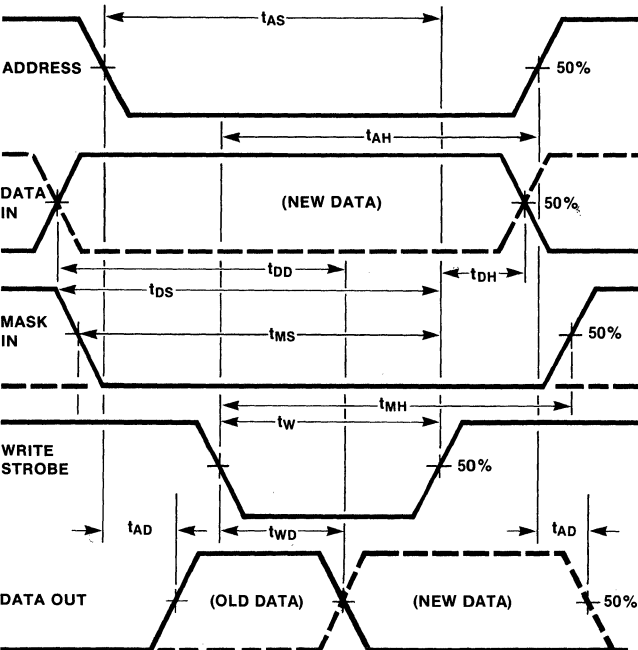 tAS
ADDRESS
50%
tAH
DATA IN
(NEW DATA)
50%
tDD
tDS
tDH
MASK IN
tMS
50%
tMH
tW
WRITE STROBE
50%
tAD
tWD
tAD
DATA OUT
(OLD DATA)
(NEW DATA)
50%